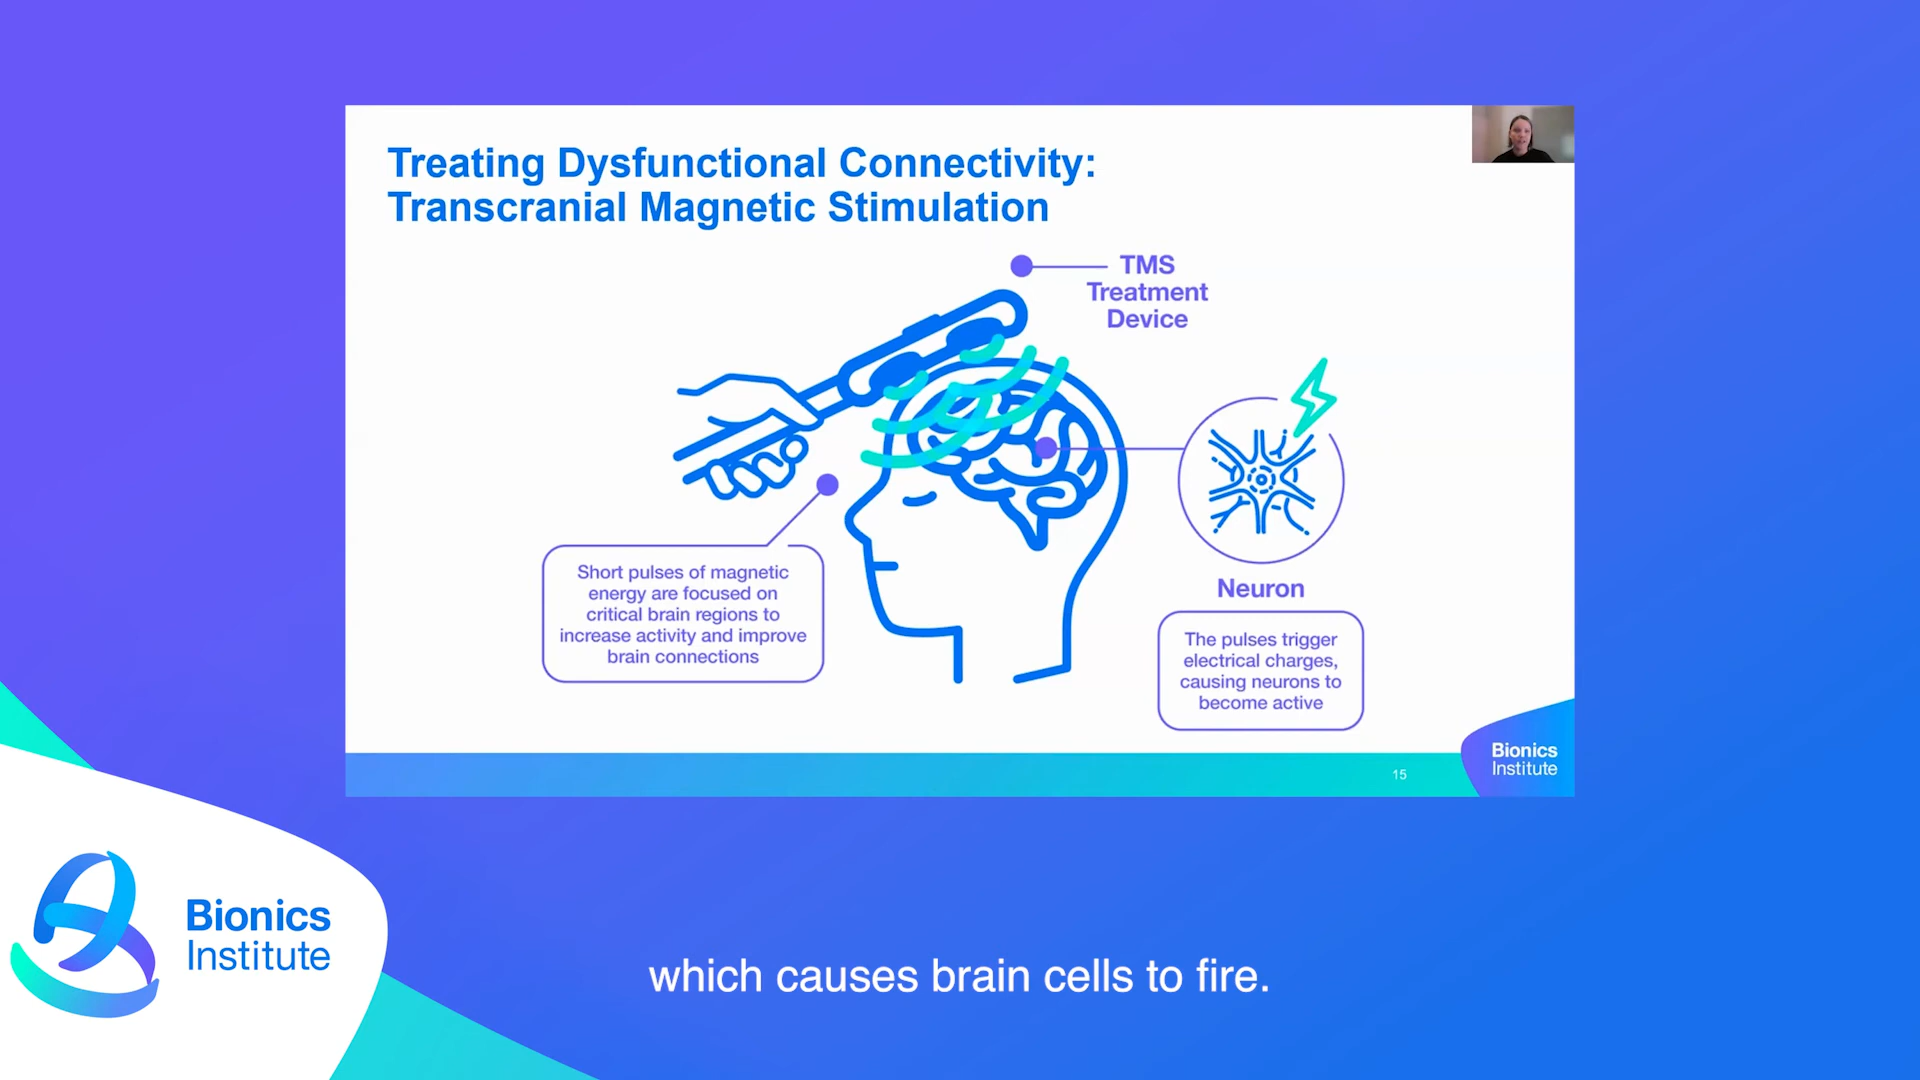 Treating Dysfunctional Connectivity:
Transcranial Magnetic Stimulation
TMS
Treatment
Device
Short pulses of magnetic
energy are focused on
critical brain regions to
increase activity and improve
brain connections
Neuron
The pulses trigger
electrical charges,
causing neurons to
become active
15
Bionics
Institute
Bionics
Institute
which causes brain cells to fire.